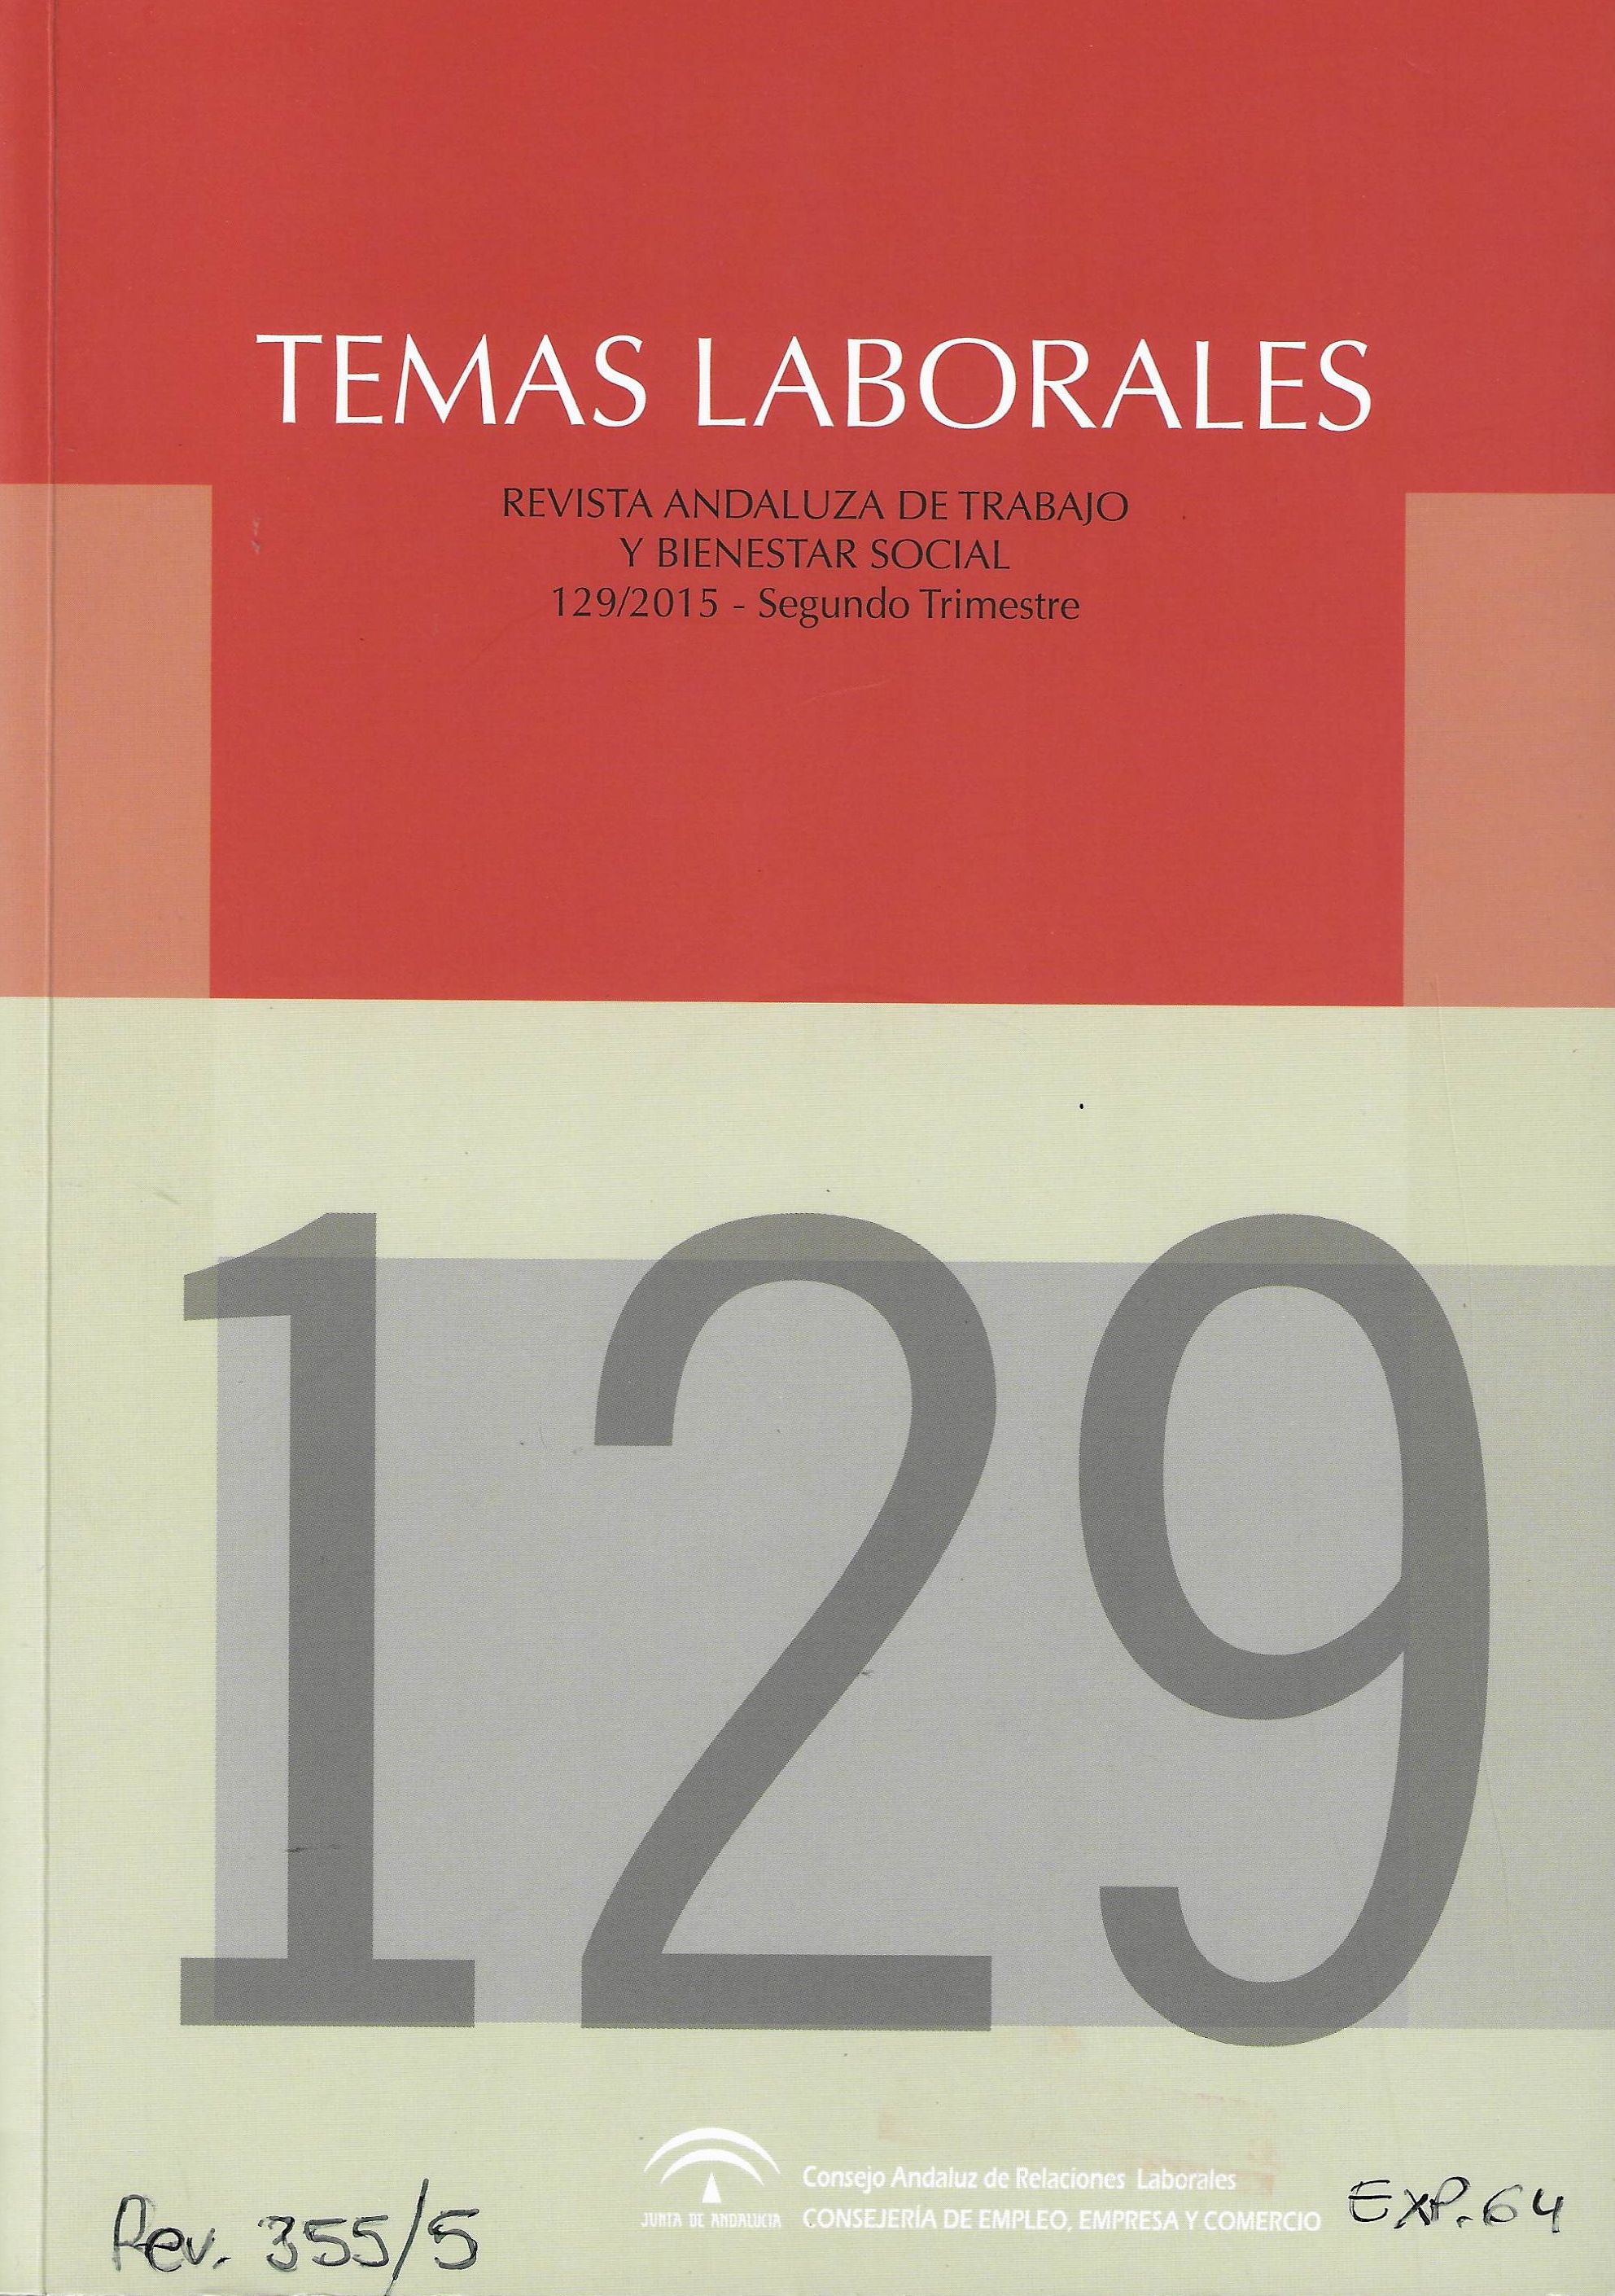 TEMAS LABORALES
REVISTA ANDALUZA DE TRABAJO
Y BIENESTAR SOCIAL
129/2015 - Segundo Trimestre
129
Consejo Andaluz de Relaciones Laborales
JUNTA DE ANDALUCIA CONSEJERÍA DE EMPLEO, EMPRESA Y COMERCIO
Rev. 355/5
EXP. 64